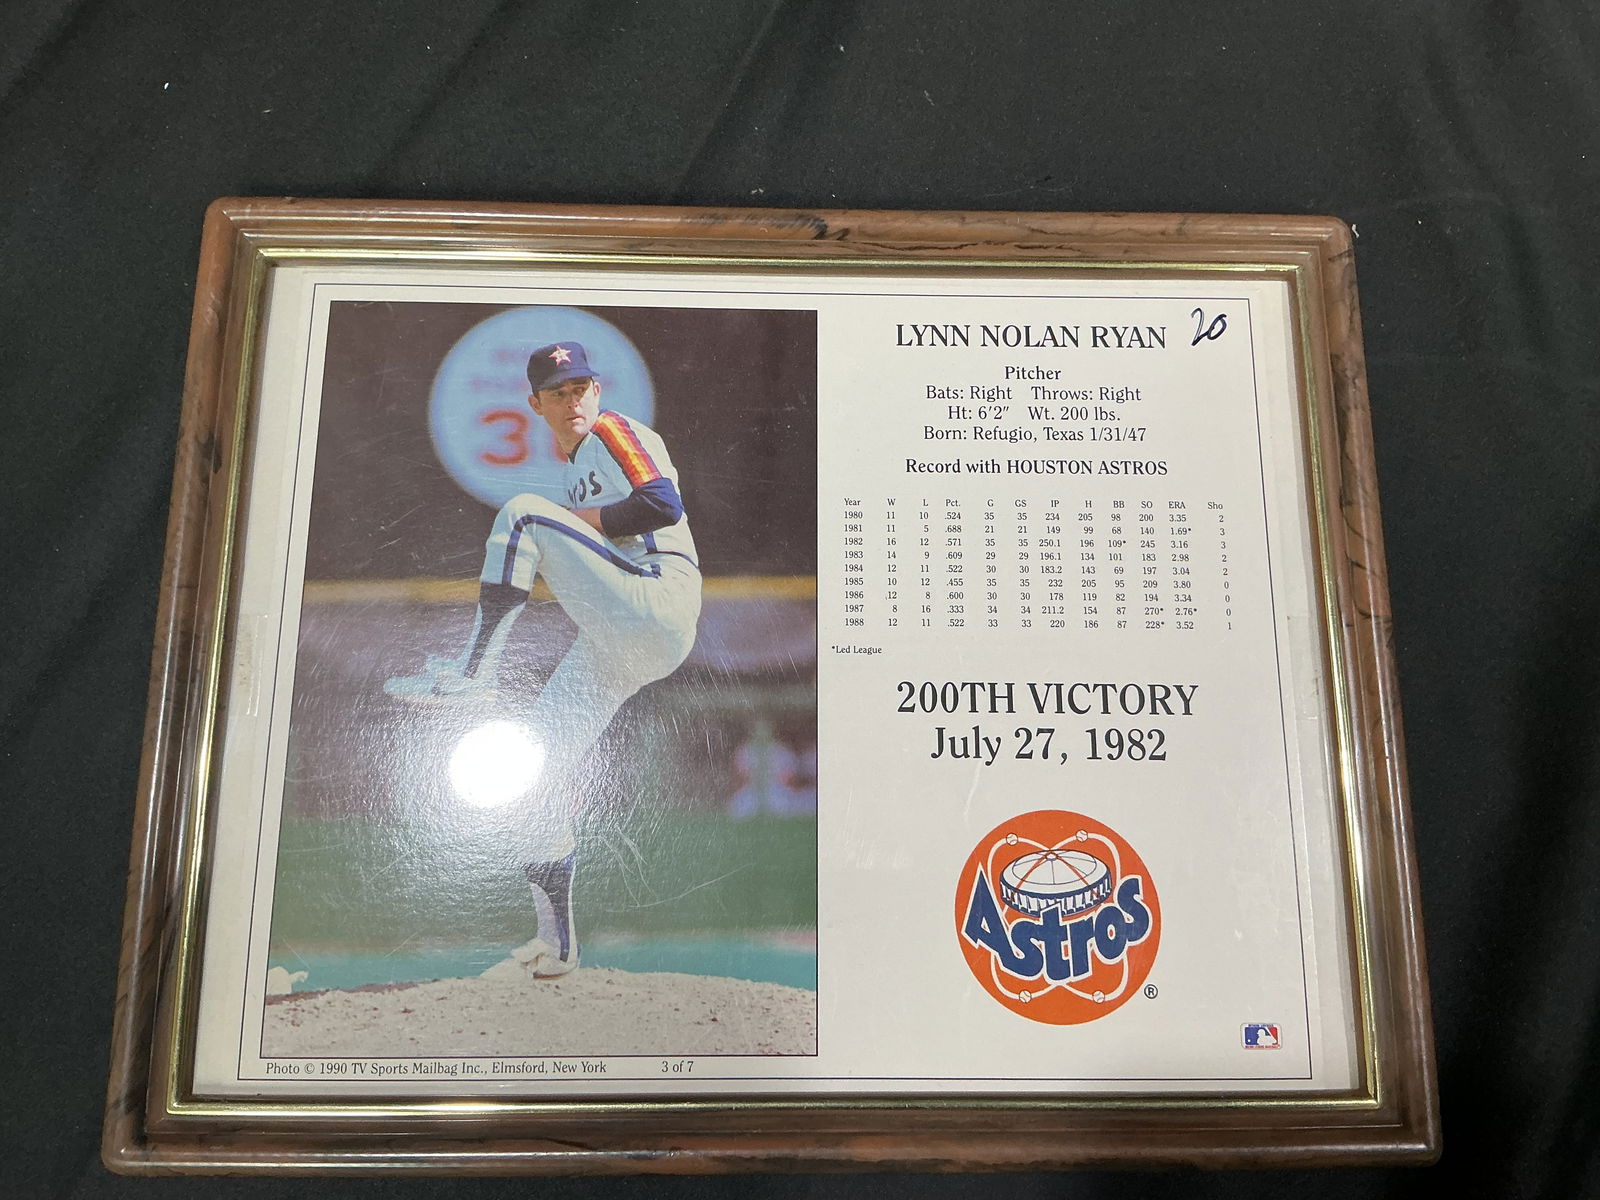 LYNN NOLAN RYAN 20
Pitcher
Bats: Right Throws: Right
Ht: 6'2" Wt. 200 lbs.
Born: Refugio, Texas 1/31/47
Record with HOUSTON ASTROS
Year W L Pct. G GS IP H BB SO ERA Sho
1980 11 10 .524 35 35 234 205 98 200 3.35 2
1981 11 5 .688 21 21 149 99 68 140 1.69* 3
1982 16 12 .571 35 35 250.1 196 109* 245 3.16 3
1983 14 9 .609 29 29 196.1 134 101 183 2.98 2
1984 12 11 .522 30 30 183.2 143 69 197 3.04 2
1985 10 12 .455 35 35 232 205 95 209 3.80 0
1986 .12 8 .600 30 30 178 119 82 194 3.34 0
1987 8 16 .333 34 34 211.2 154 87 270* 2.76* 0
1988 12 11 .522 33 33 220 186 87 228* 3.52 1
*Led League
200TH VICTORY
July 27, 1982
Astros
®
Photo © 1990 TV Sports Mailbag Inc., Elmsford, New York 3 of 7